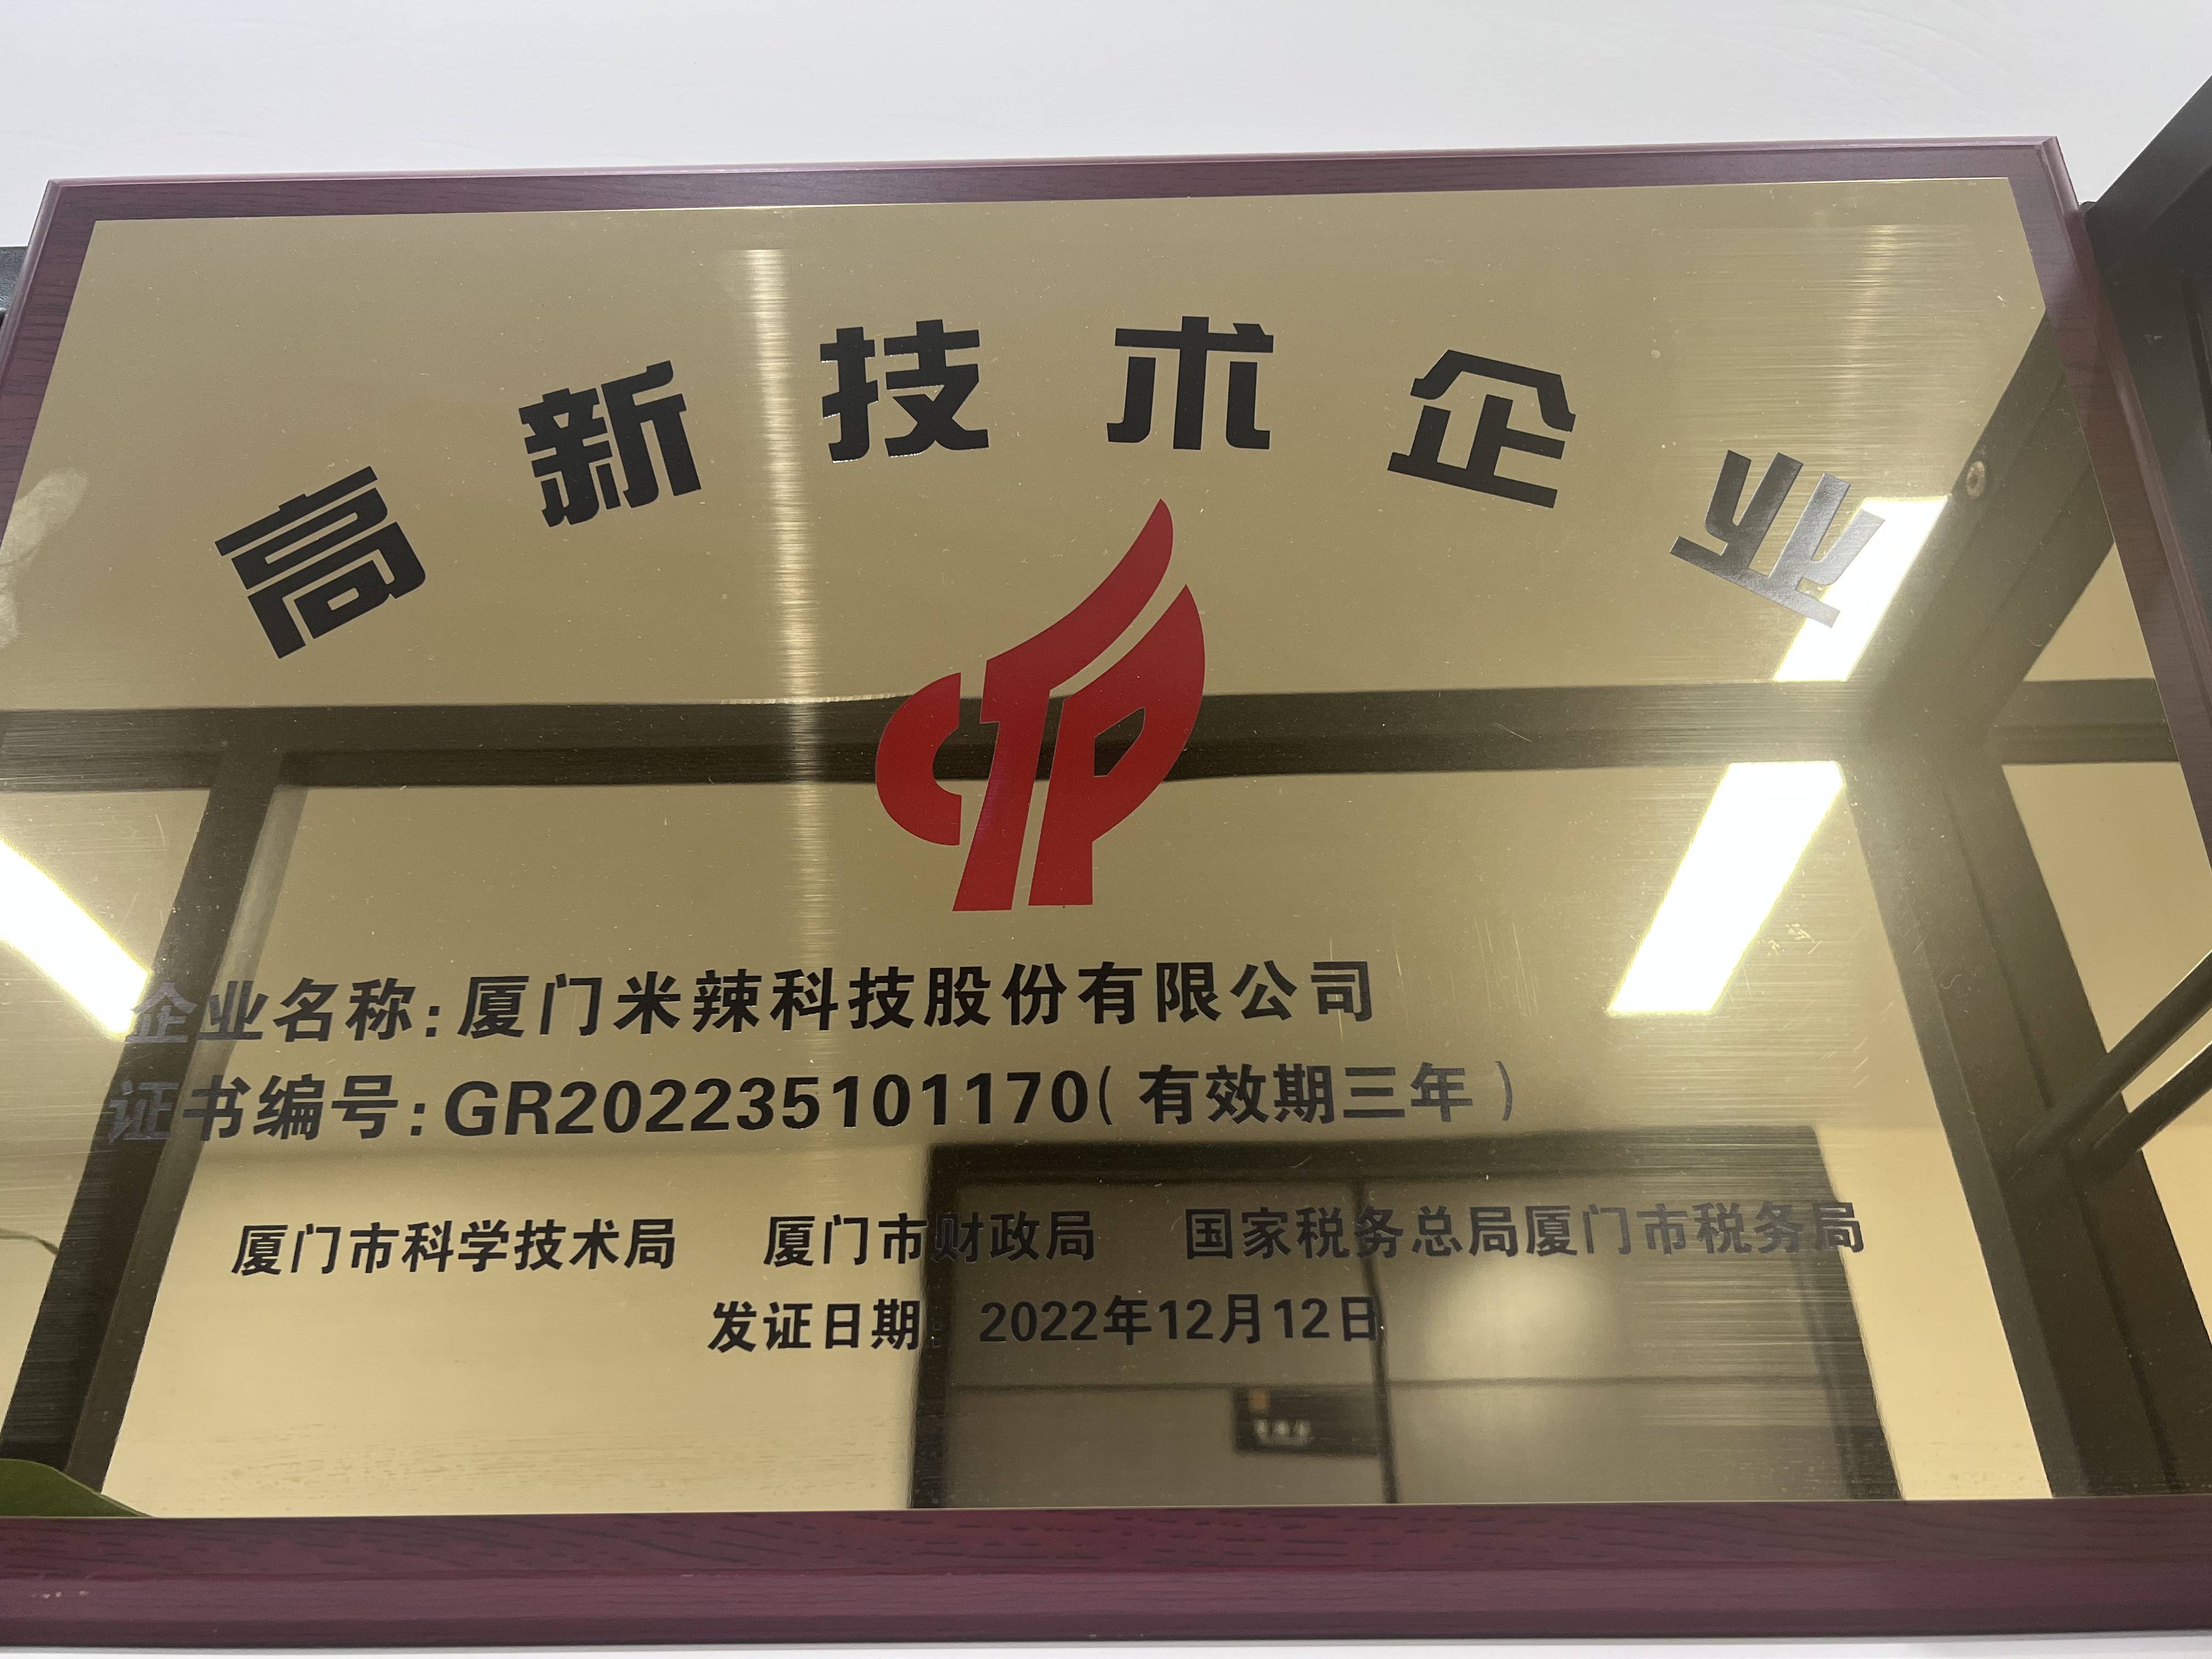 高新技术企业
企业名称:厦门米辣科技股份有限公司
证书编号:GR202235101170(有效期三年)
厦门市科学技术局 厦门市财政局 国家税务总局厦门市税务局
发证日期: 2022年12月12日